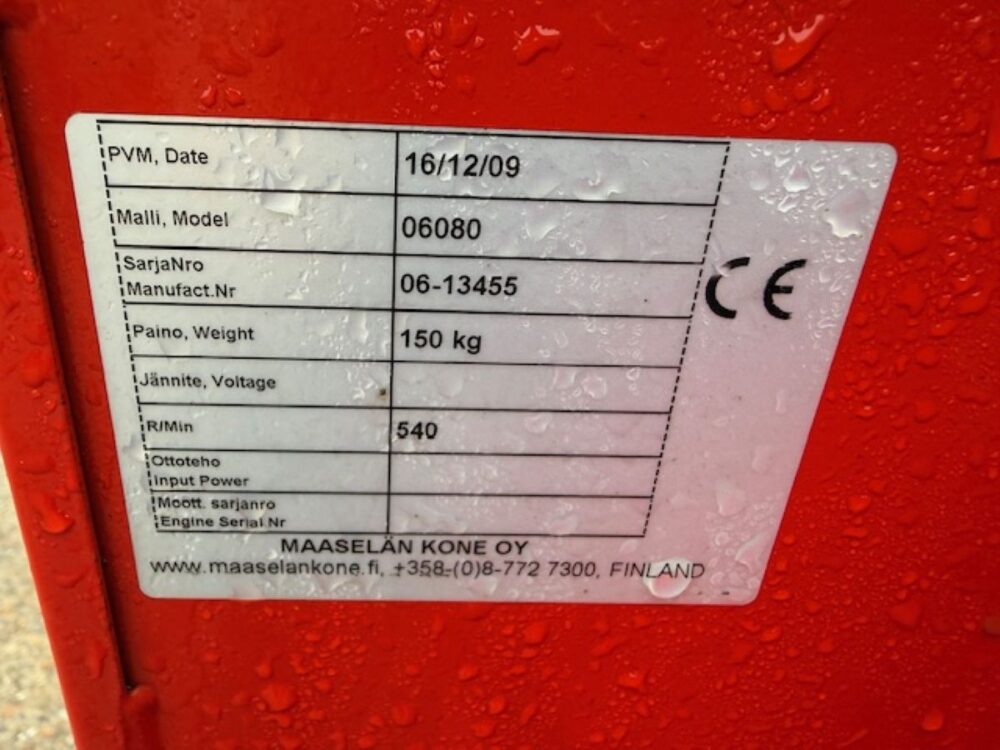 PVM, Date 16/12/09
Malli, Model 06080
SarjaNro
Manufact.Nr 06-13455
Paino, Weight 150 kg
Jännite, Voltage
R/Min 540
Ottoteho
Input Power
Moott. sarjanro
Engine Serial Nr
CE
MAASELÄN KONE OY
www.maaselankone.fi, +358-(0)8-772 7300, FINLAND